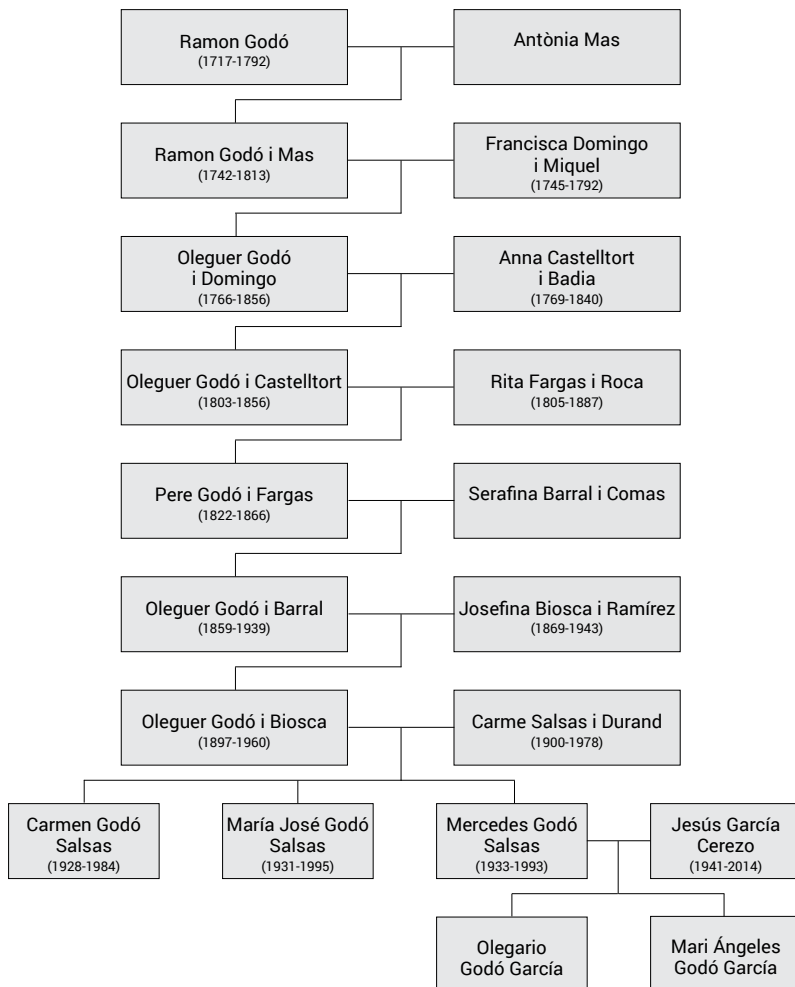 Ramon Godó
(1717-1792)
Antònia Mas
Ramon Godó i Mas
(1742-1813)
Francisca Domingo
i Miquel
(1745-1792)
Oleguer Godó
i Domingo
(1766-1856)
Anna Castelltort
i Badia
(1769-1840)
Oleguer Godó i Castelltort
(1803-1856)
Rita Fargas i Roca
(1805-1887)
Pere Godó i Fargas
(1822-1866)
Serafina Barral i Comas
Oleguer Godó i Barral
(1859-1939)
Josefina Biosca i Ramírez
(1869-1943)
Oleguer Godó i Biosca
(1897-1960)
Carme Salsas i Durand
(1900-1978)
Carmen Godó
Salsas
(1928-1984)
María José Godó
Salsas
(1931-1995)
Mercedes Godó
Salsas
(1933-1993)
Jesús García
Cerezo
(1941-2014)
Olegario
Godó García
Mari Ángeles
Godó García